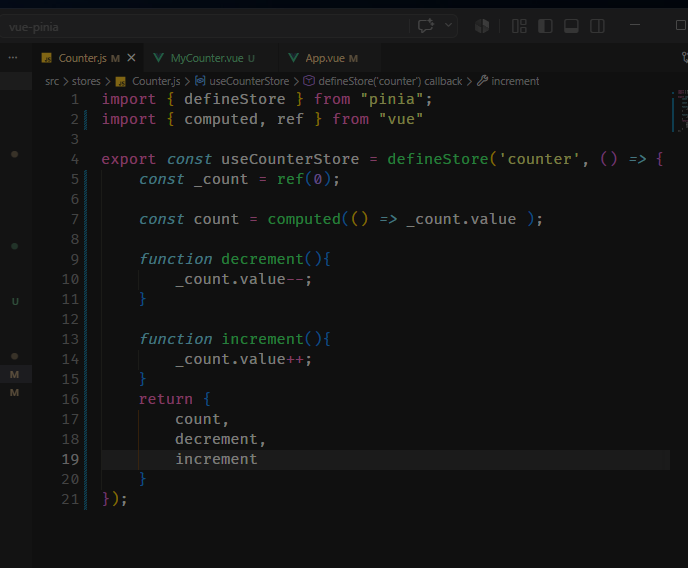 vue-pinia
Counter.js M
MyCounter.vue U
App.vue M
src > stores > Counter.js > useCounterStore > defineStore('counter') callback > increment
1 import { defineStore } from "pinia";
2 import { computed, ref } from "vue"
3
4 export const useCounterStore = defineStore('counter', () => {
5     const _count = ref(0);
6
7     const count = computed(() => _count.value );
8
9     function decrement(){
10         _count.value--;
11     }
12
13     function increment(){
14         _count.value++;
15     }
16     return {
17         count,
18         decrement,
19         increment
20     }
21 });
U
M
M